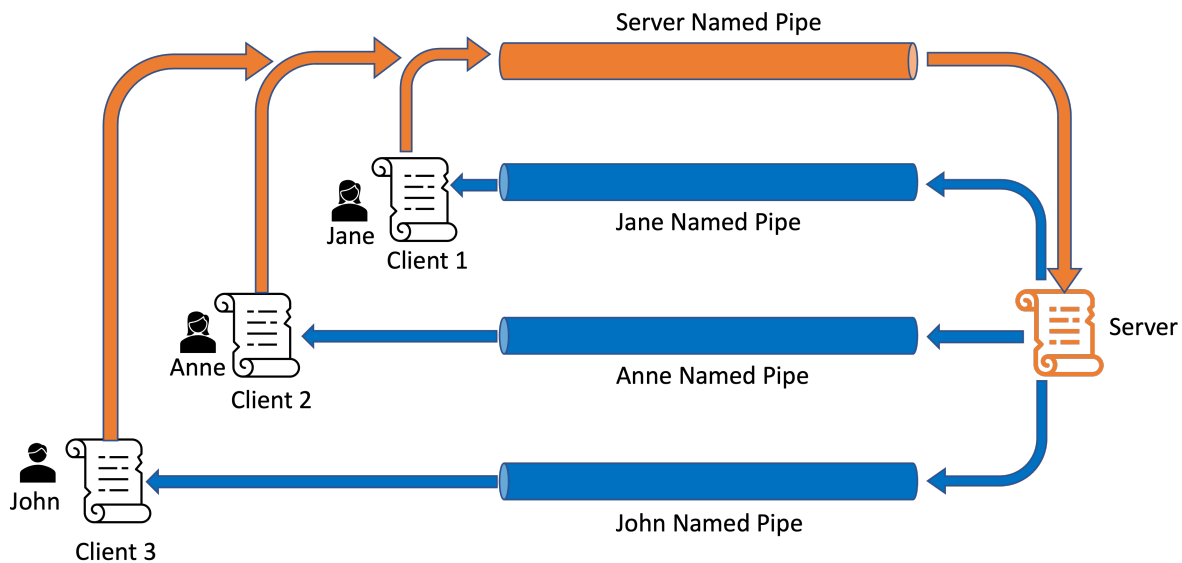 Server Named Pipe
Jane
Client 1
Jane Named Pipe
Anne
Client 2
Anne Named Pipe
Server
John
Client 3
John Named Pipe